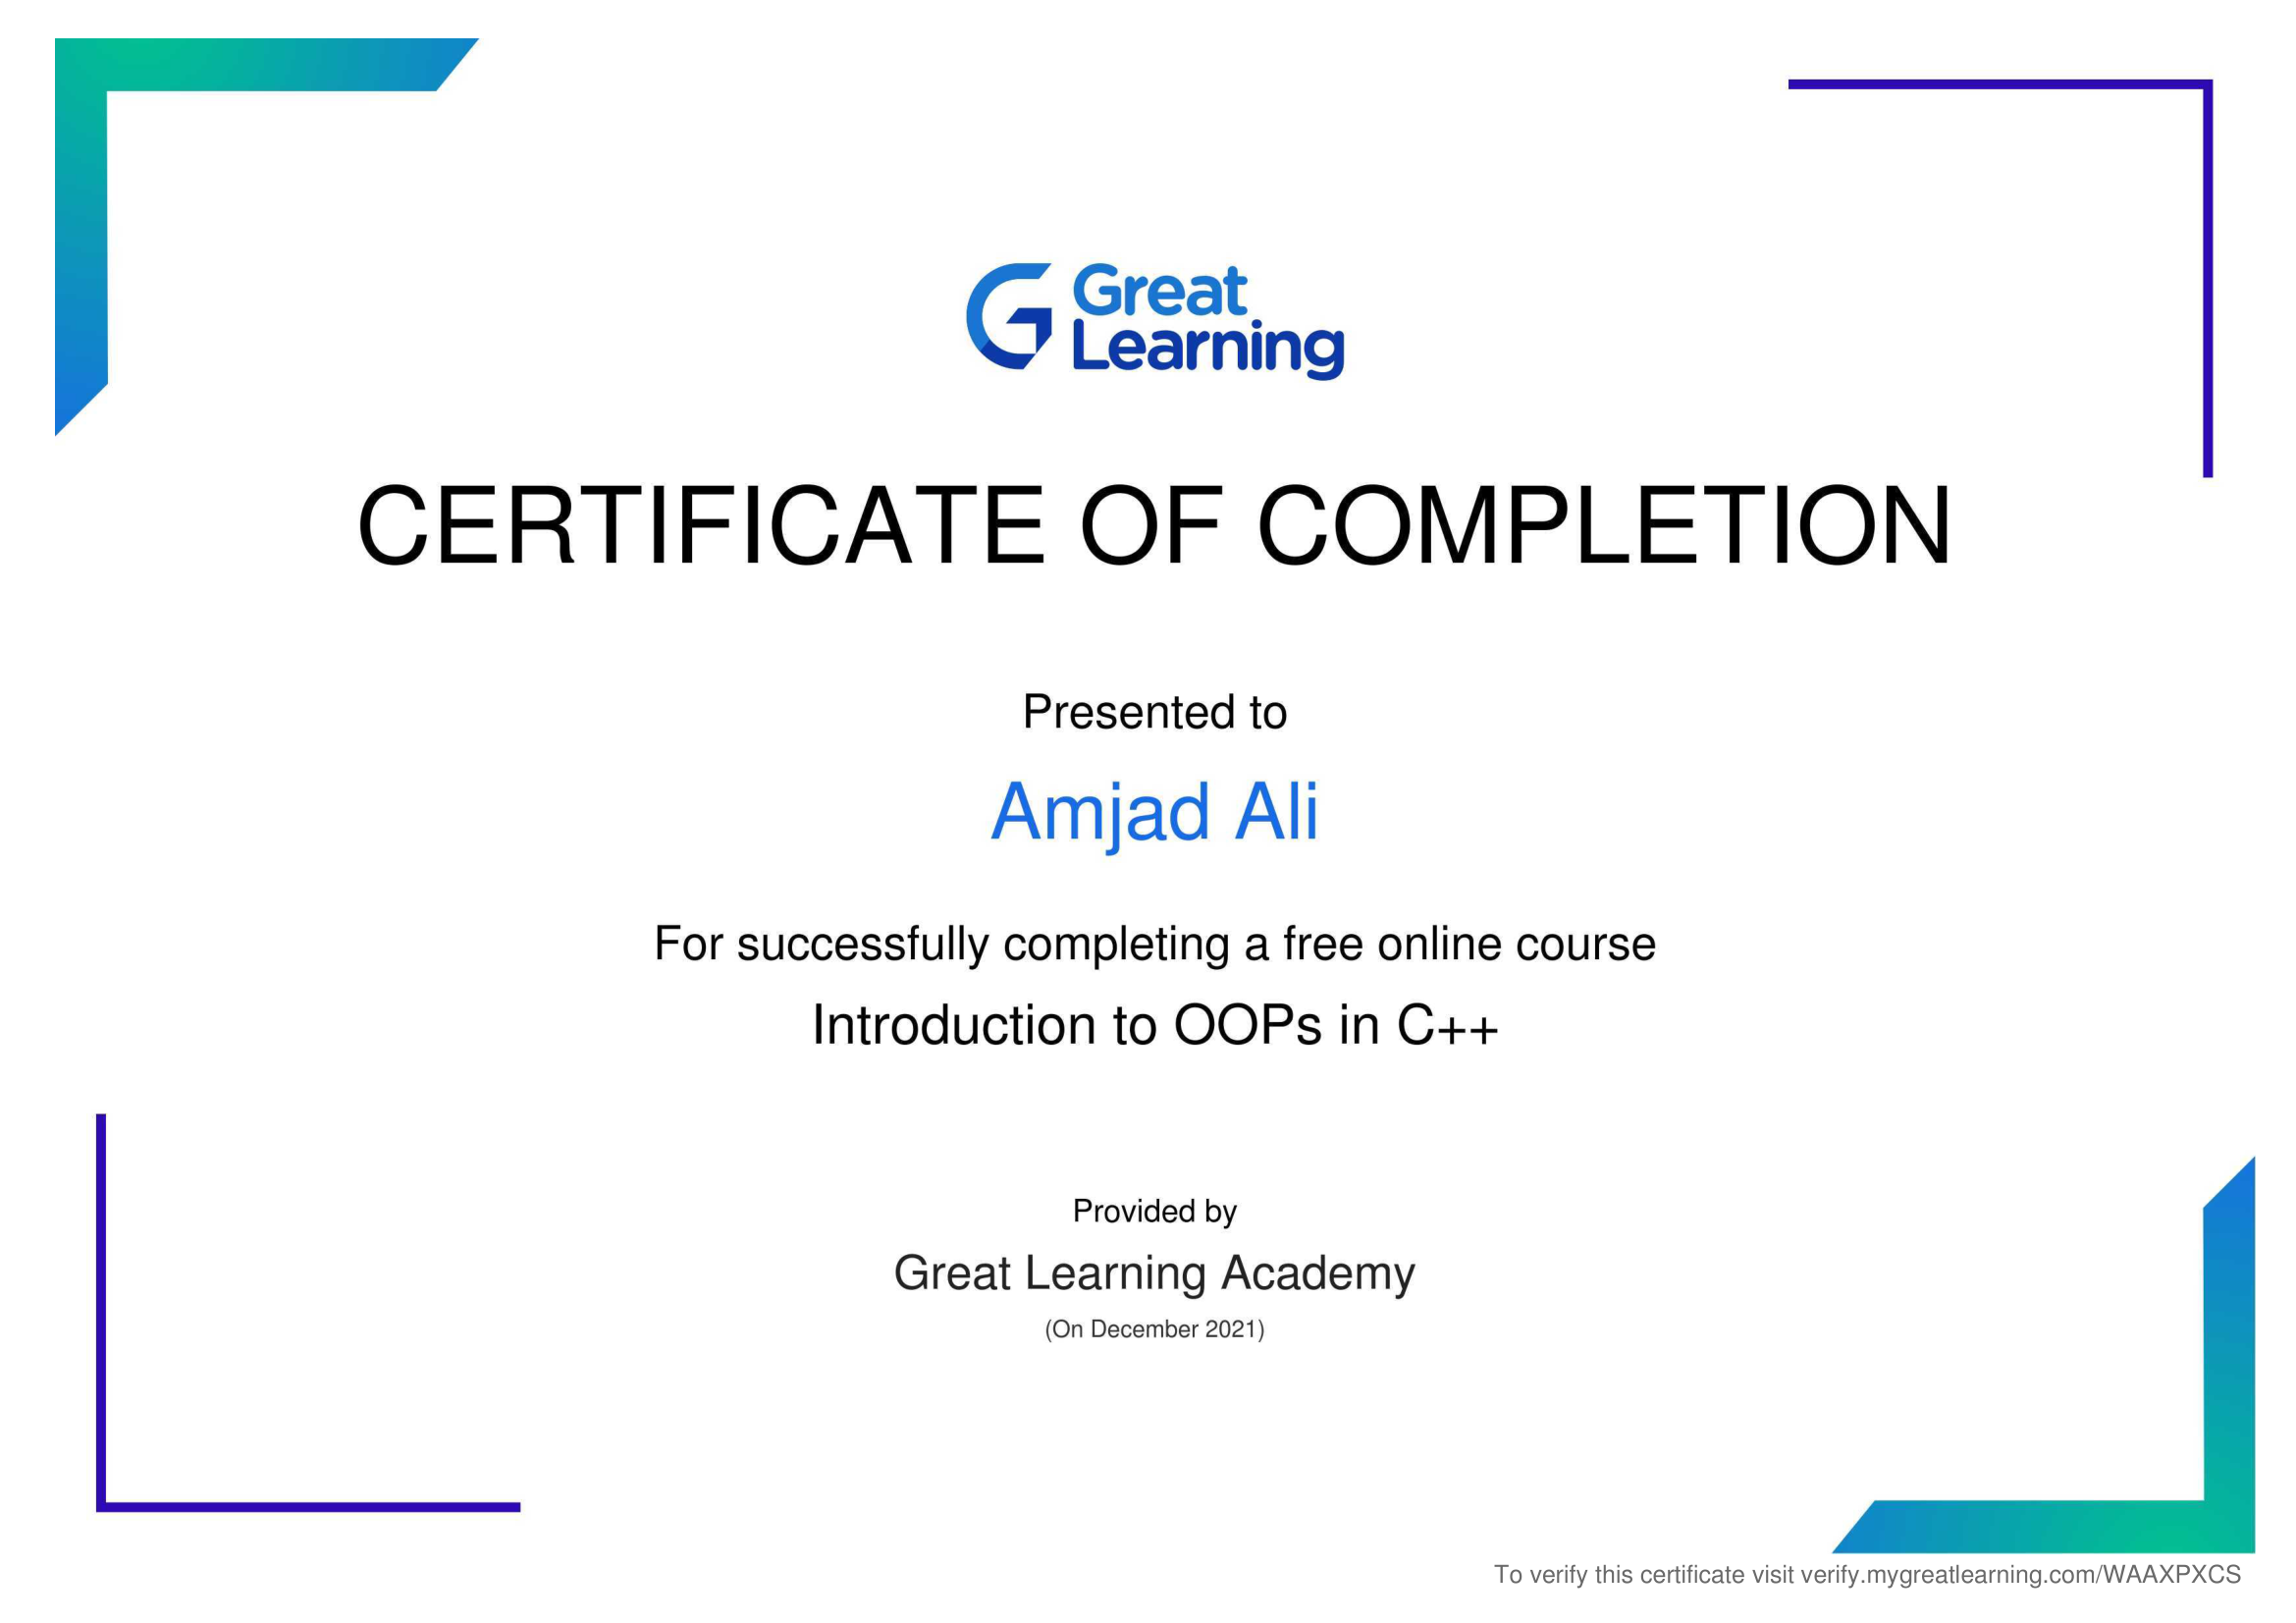 Great
Learning
CERTIFICATE OF COMPLETION
Presented to
Amjad Ali
For successfully completing a free online course
Introduction to OOPs in C++
Provided by
Great Learning Academy
(On December 2021)
To verify this certificate visit verify.mygreatlearning.com/WAAXPXCS